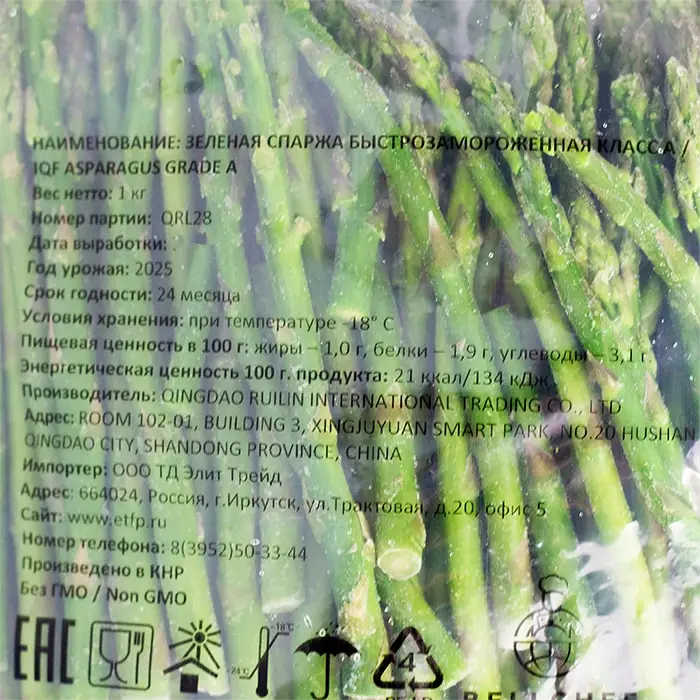 НАИМЕНОВАНИЕ: ЗЕЛЕНАЯ СПАРЖА БЫСТРОЗАМОРОЖЕННАЯ КЛАСС А /
IQF ASPARAGUS GRADE A
Вес нетто: 1 кг
Номер партии: QRL28
Дата выработки: .
Год урожая: 2025
Срок годности: 24 месяца
Условия хранения: при температуре -18° С
Пищевая ценность в 100 г: жиры – 1,0 г, белки – 1,9 г, углеводы – 3,1 г.
Энергетическая ценность 100 г. продукта: 21 ккал/134 кДж
Производитель: QINGDAO RUILIN INTERNATIONAL TRADING CO., LTD
Адрес: ROOM 102-01, BUILDING 3, XINGJUYUAN SMART PARK, NO.20 HUSHAN
QINGDAO CITY, SHANDONG PROVINCE, CHINA
Импортер: ООО ТД Элит Трейд
Адрес: 664024, Россия, г.Иркутск, ул.Трактовая, д.20, офис 5
Сайт: www.etfp.ru
Номер телефона: 8(3952)50-33-44
Произведено в КНР
Без ГМО / Non GMO
EAC
-18°C
-24°C
4